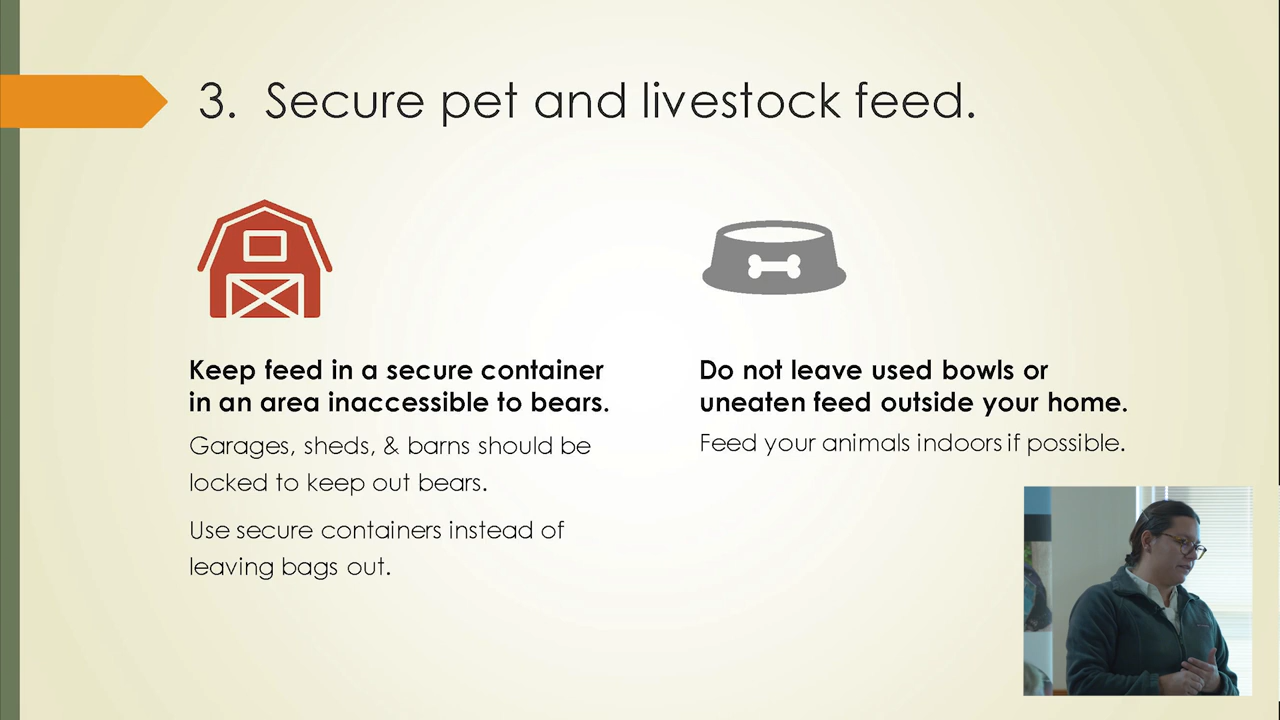 3. Secure pet and livestock feed.
Keep feed in a secure container
in an area inaccessible to bears.
Garages, sheds, & barns should be
locked to keep out bears.
Use secure containers instead of
leaving bags out.
Do not leave used bowls or
uneaten feed outside your home.
Feed your animals indoors if possible.